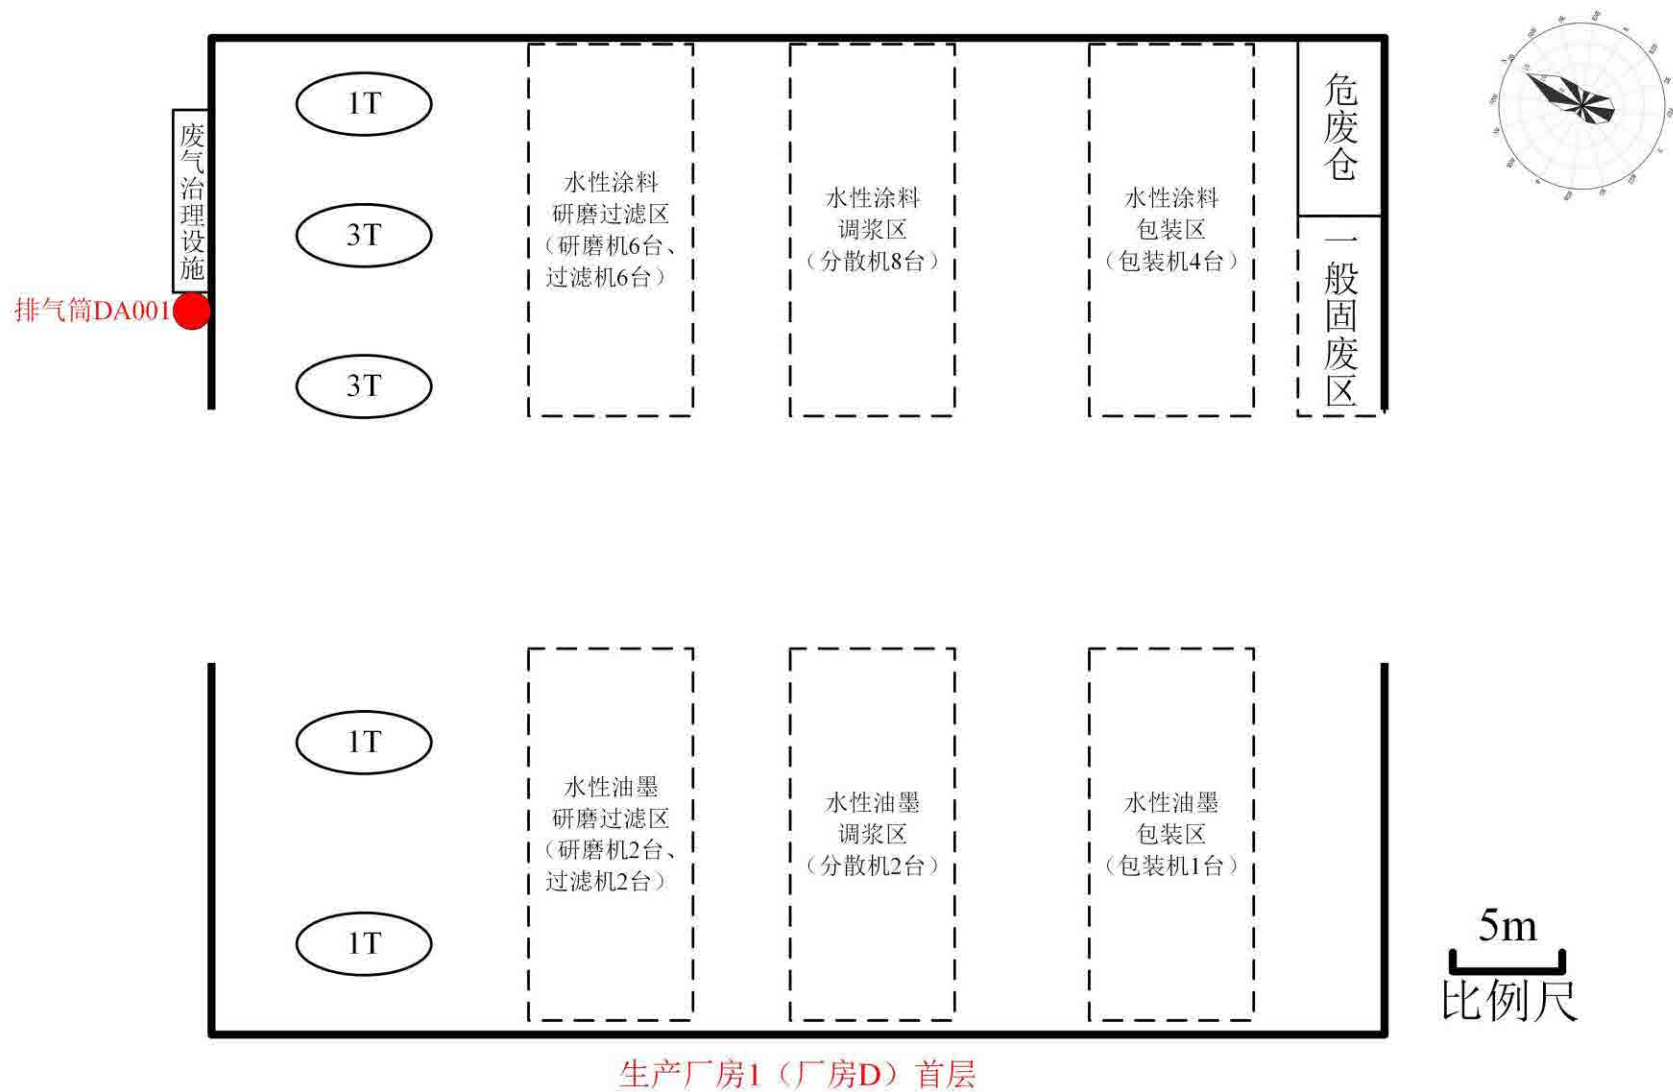 1T
3T
3T
废气治理设施
排气筒DA001
水性涂料
研磨过滤区
（研磨机6台、
过滤机6台）
水性涂料
调浆区
（分散机8台）
水性涂料
包装区
（包装机4台）
危废仓
一般固废区
1T
1T
水性油墨
研磨过滤区
（研磨机2台、
过滤机2台）
水性油墨
调浆区
（分散机2台）
水性油墨
包装区
（包装机1台）
5m
比例尺
生产厂房1（厂房D）首层